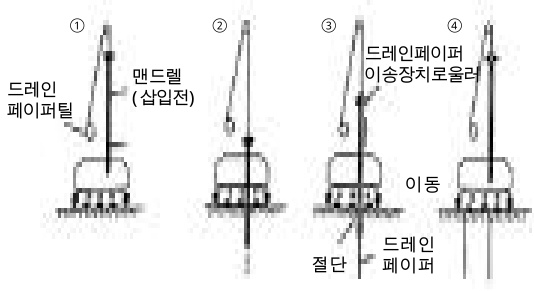 ① ② ③ ④
드레인
페이퍼틸
맨드렐
(삽입전)
드레인페이퍼
이송장치로울러
이동
절단
드레인
페이퍼